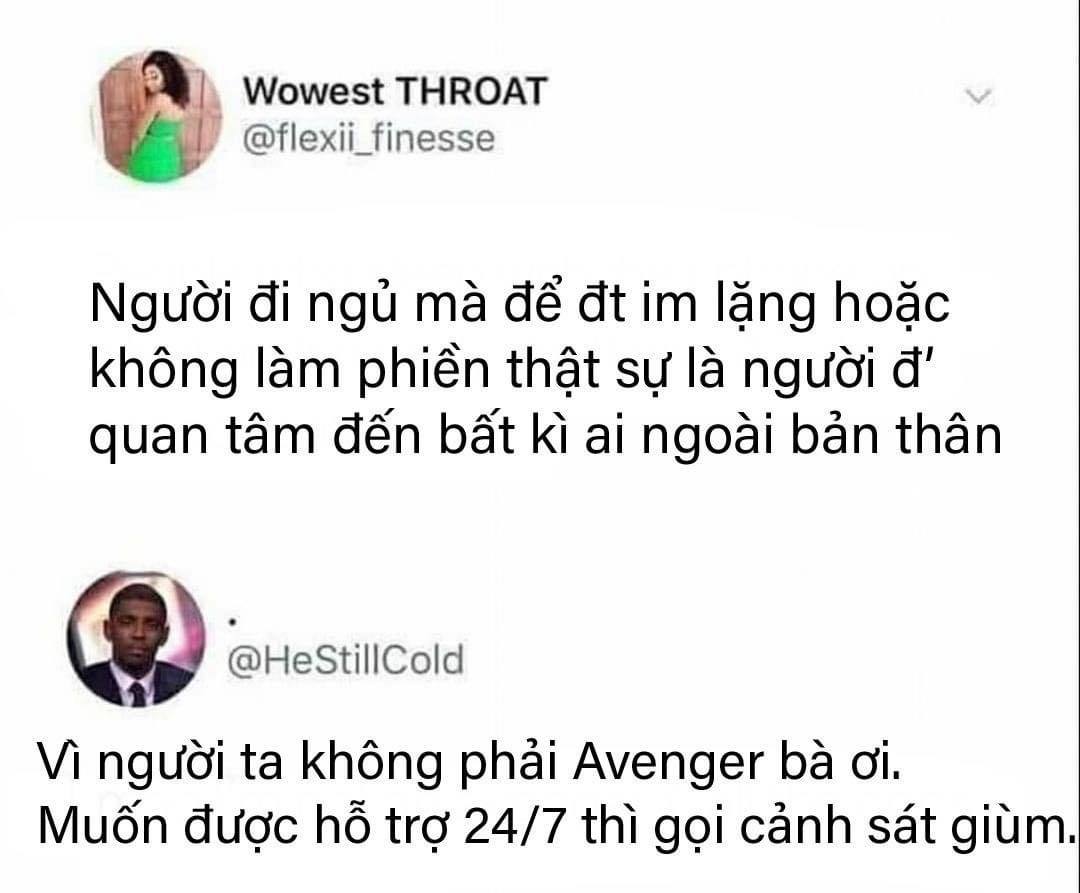 Wowest THROAT
@flexii_finesse
Người đi ngủ mà để đt im lặng hoặc
không làm phiền thật sự là người đ'
quan tâm đến bất kì ai ngoài bản thân
.
@HeStillCold
Vì người ta không phải Avenger bà ơi.
Muốn được hỗ trợ 24/7 thì gọi cảnh sát giùm.